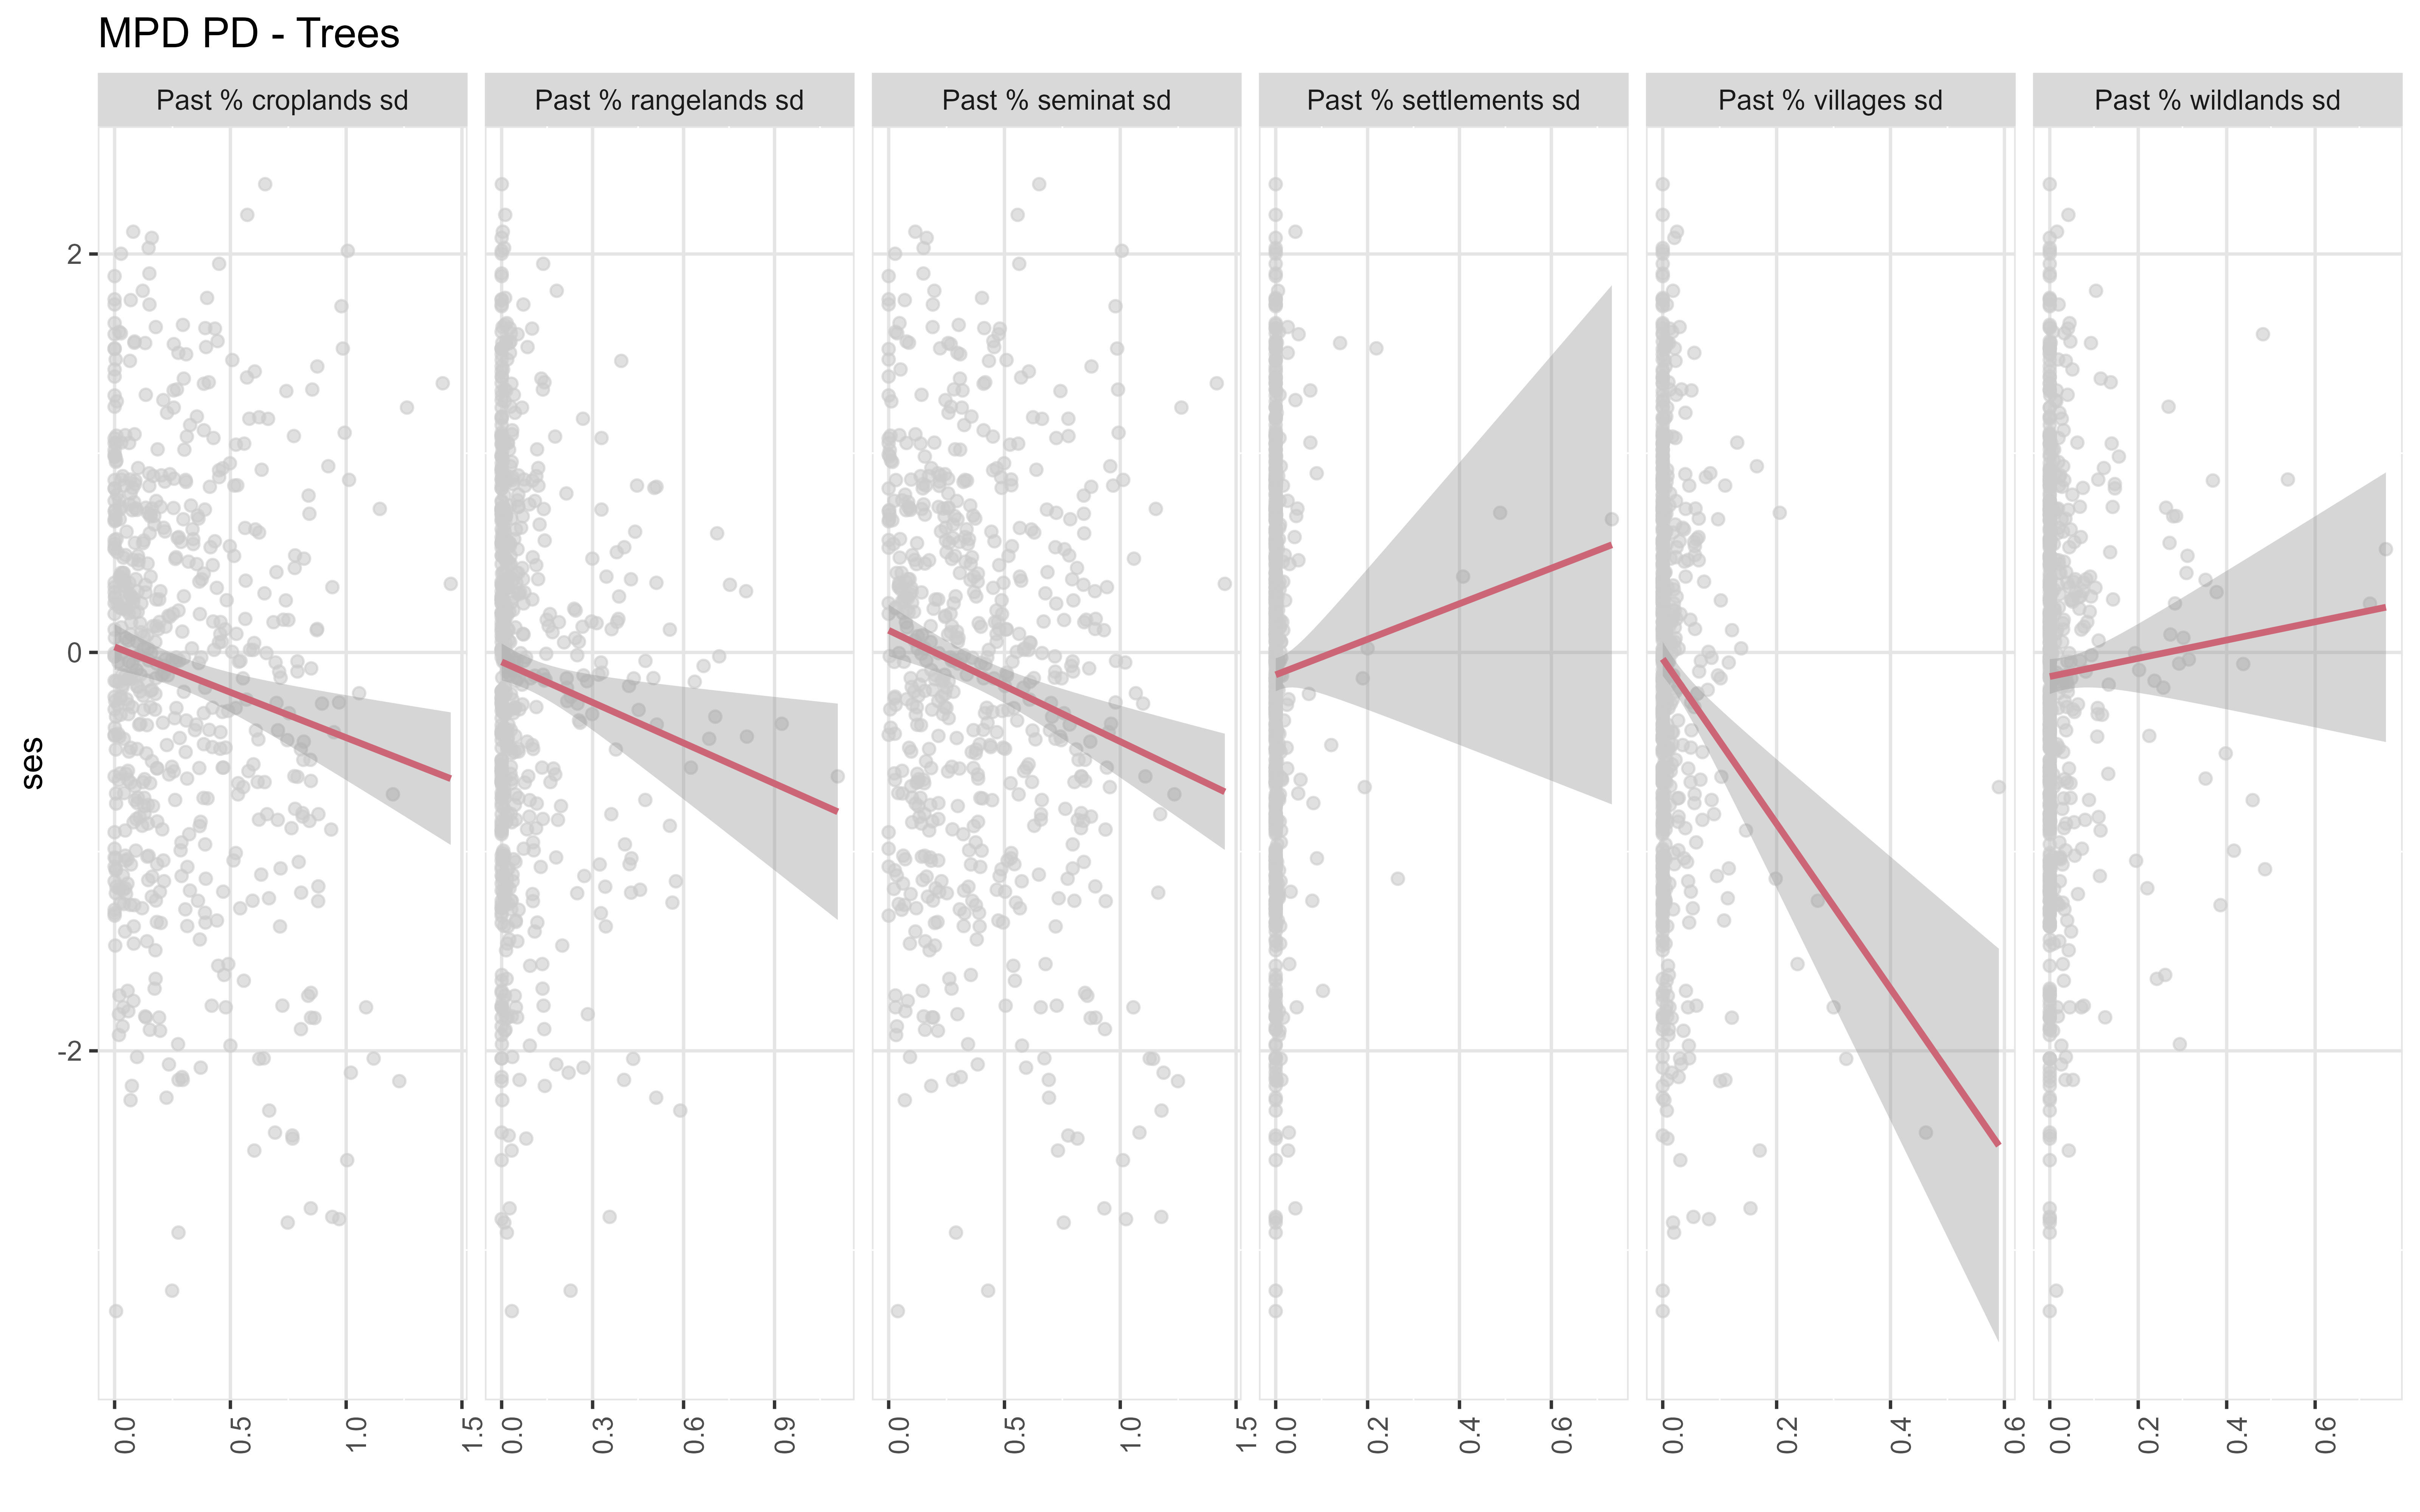 MPD PD - Trees
Past % croplands sd
Past % rangelands sd
Past % seminat sd
Past % settlements sd
Past % villages sd
Past % wildlands sd
ses
2
0
-2
0.0 0.5 1.0 1.5
0.0 0.3 0.6 0.9
0.0 0.5 1.0 1.5
0.0 0.2 0.4 0.6
0.0 0.2 0.4 0.6
0.0 0.2 0.4 0.6